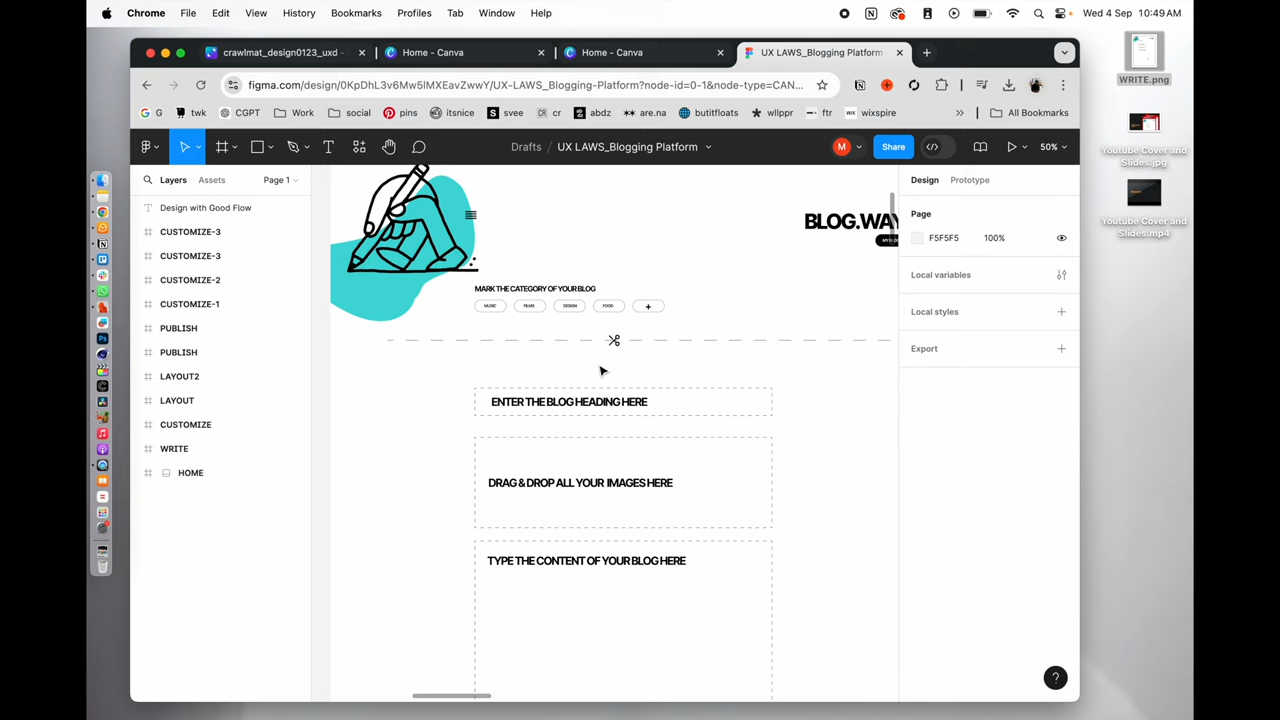 Chrome File Edit View History Bookmarks Profiles Tab Window Help Wed 4 Sep 10:49 AM
crawlmat_design0123_uxd Home - Canva Home - Canva UX LAWS_Blogging Platform
figma.com/design/0KpDhL3v6Mw5lMXEavZwwY/UX-LAWS_Blogging-Platform?node-id=0-1&node-type=CAN...
G twk CGPT Work social pins itsnice svee cr abdz are.na butitfloats wllppr ftr wixspire » All Bookmarks
Drafts / UX LAWS_Blogging Platform M Share 50%
Layers Assets Page 1
Design with Good Flow
CUSTOMIZE-3
CUSTOMIZE-3
CUSTOMIZE-2
CUSTOMIZE-1
PUBLISH
PUBLISH
LAYOUT2
LAYOUT
CUSTOMIZE
WRITE
HOME
BLOG.WAY
MARK THE CATEGORY OF YOUR BLOG
MUSIC FILMS DESIGN FOOD +
ENTER THE BLOG HEADING HERE
DRAG & DROP ALL YOUR IMAGES HERE
TYPE THE CONTENT OF YOUR BLOG HERE
Design Prototype
Page
F5F5F5 100%
Local variables
Local styles
Export
?
WRITE.png
Youtube Cover and
Slides.jpg
Youtube Cover and
Slides.mp4